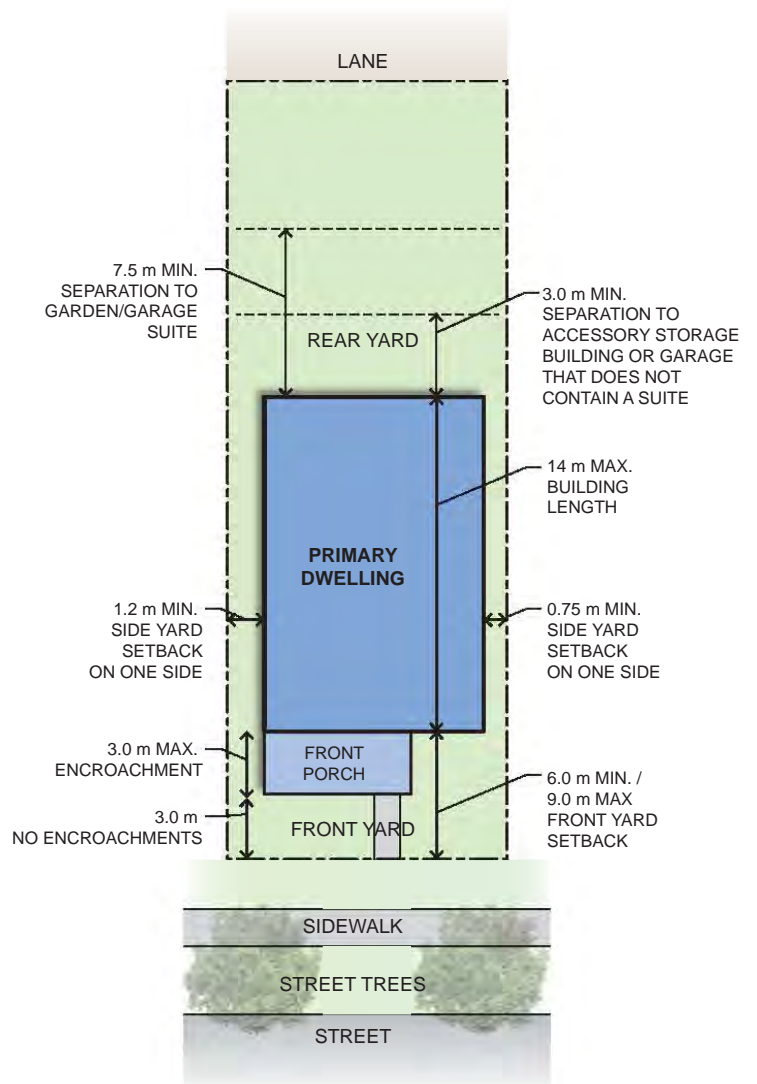 LANE
7.5 m MIN.
SEPARATION TO
GARDEN/GARAGE
SUITE
3.0 m MIN.
SEPARATION TO
ACCESSORY STORAGE
BUILDING OR GARAGE
THAT DOES NOT
CONTAIN A SUITE
REAR YARD
14 m MAX.
BUILDING
LENGTH
PRIMARY
DWELLING
1.2 m MIN.
SIDE YARD
SETBACK
ON ONE SIDE
0.75 m MIN.
SIDE YARD
SETBACK
ON ONE SIDE
3.0 m MAX.
ENCROACHMENT
FRONT
PORCH
6.0 m MIN. /
9.0 m MAX
FRONT YARD
SETBACK
3.0 m
NO ENCROACHMENTS
FRONT YARD
SIDEWALK
STREET TREES
STREET